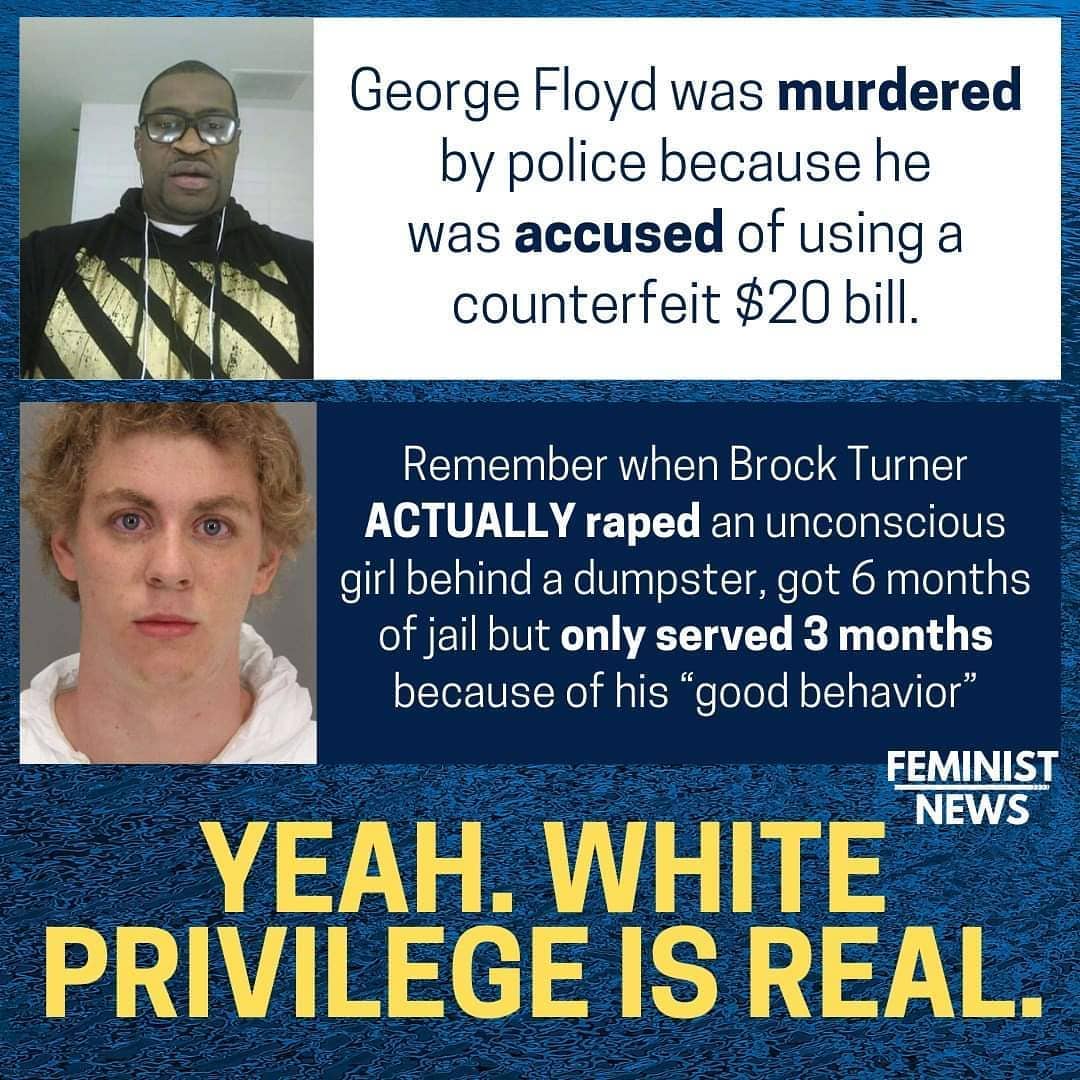 George Floyd was murdered
by police because he
was accused of using a
counterfeit $20 bill.
Remember when Brock Turner
ACTUALLY raped an unconscious
girl behind a dumpster, got 6 months
of jail but only served 3 months
because of his “good behavior”
FEMINIST
NEWS
YEAH. WHITE
PRIVILEGE IS REAL.